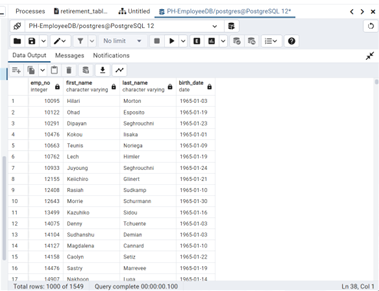 Processes retirement_tabl... Untitled PH-EmployeeDB/postgres@PostgreSQL 12*
PH-EmployeeDB/postgres@PostgreSQL 12
No limit
Data Output Messages Notifications
emp_no first_name last_name birth_date
integer character varying character varying date
1 10095 Hilari Morton 1965-01-03
2 10122 Ohad Esposito 1965-01-19
3 10291 Dipayan Seghrouchni 1965-01-23
4 10476 Kokou Iisaka 1965-01-01
5 10663 Teunis Noriega 1965-01-09
6 10762 Lech Himler 1965-01-19
7 10933 Juyoung Seghrouchni 1965-01-24
8 12155 Keiichiro Glinert 1965-01-21
9 12408 Rasiah Sudkamp 1965-01-10
10 12643 Morrie Schurmann 1965-01-30
11 13499 Kazuhiko Sidou 1965-01-16
12 14075 Denny Tchuente 1965-01-03
13 14104 Sudhanshu Demian 1965-01-03
14 14127 Magdalena Cannard 1965-01-10
15 14158 Caolyn Seitz 1965-01-22
16 14476 Sastry Marrevee 1965-01-19
17 14907 Nakhoon Luga 1965-01-14
Total rows: 1000 of 1549 Query complete 00:00:00.100 Ln 38, Col 1